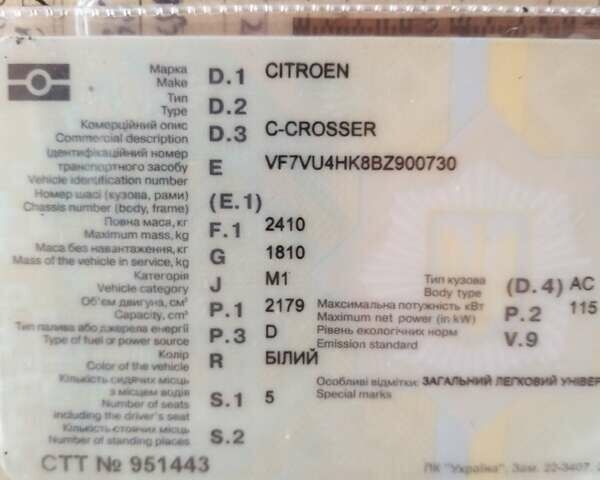 Марка
Make D.1 CITROEN
Тип
Type D.2
Комерційний опис
Commercial description D.3 C-CROSSER
Ідентифікаційний номер
транспортного засобу E VF7VU4HK8BZ900730
Vehicle identification number
Номер шасі (кузова, рами)
Chassis number (body, frame) (E.1)
Повна маса, кг
Maximum mass, kg F.1 2410
Маса без навантаження, кг
Mass of the vehicle in service, kg G 1810
Категорія
Vehicle category J M1 Тип кузова
Body type (D.4) AC
Об'єм двигуна, см³
Capacity, cm³ P.1 2179 Максимальна потужність кВт
Maximum net power (in kW) P.2 115
Тип палива або джерела енергії
Type of fuel or power source P.3 D Рівень екологічних норм
Emission standard V.9
Колір
Color of the vehicle R БІЛИЙ
Кількість сидячих місць
з місцем водія
Number of seats S.1 5
including the driver's seat
Особливі відмітки: ЗАГАЛЬНИЙ ЛЕГКОВИЙ УНІВЕР
Special marks
Кількість стоячих місць
Number of standing places S.2
СТТ № 951443
ПК "Україна", Зам. 22-3407, 2